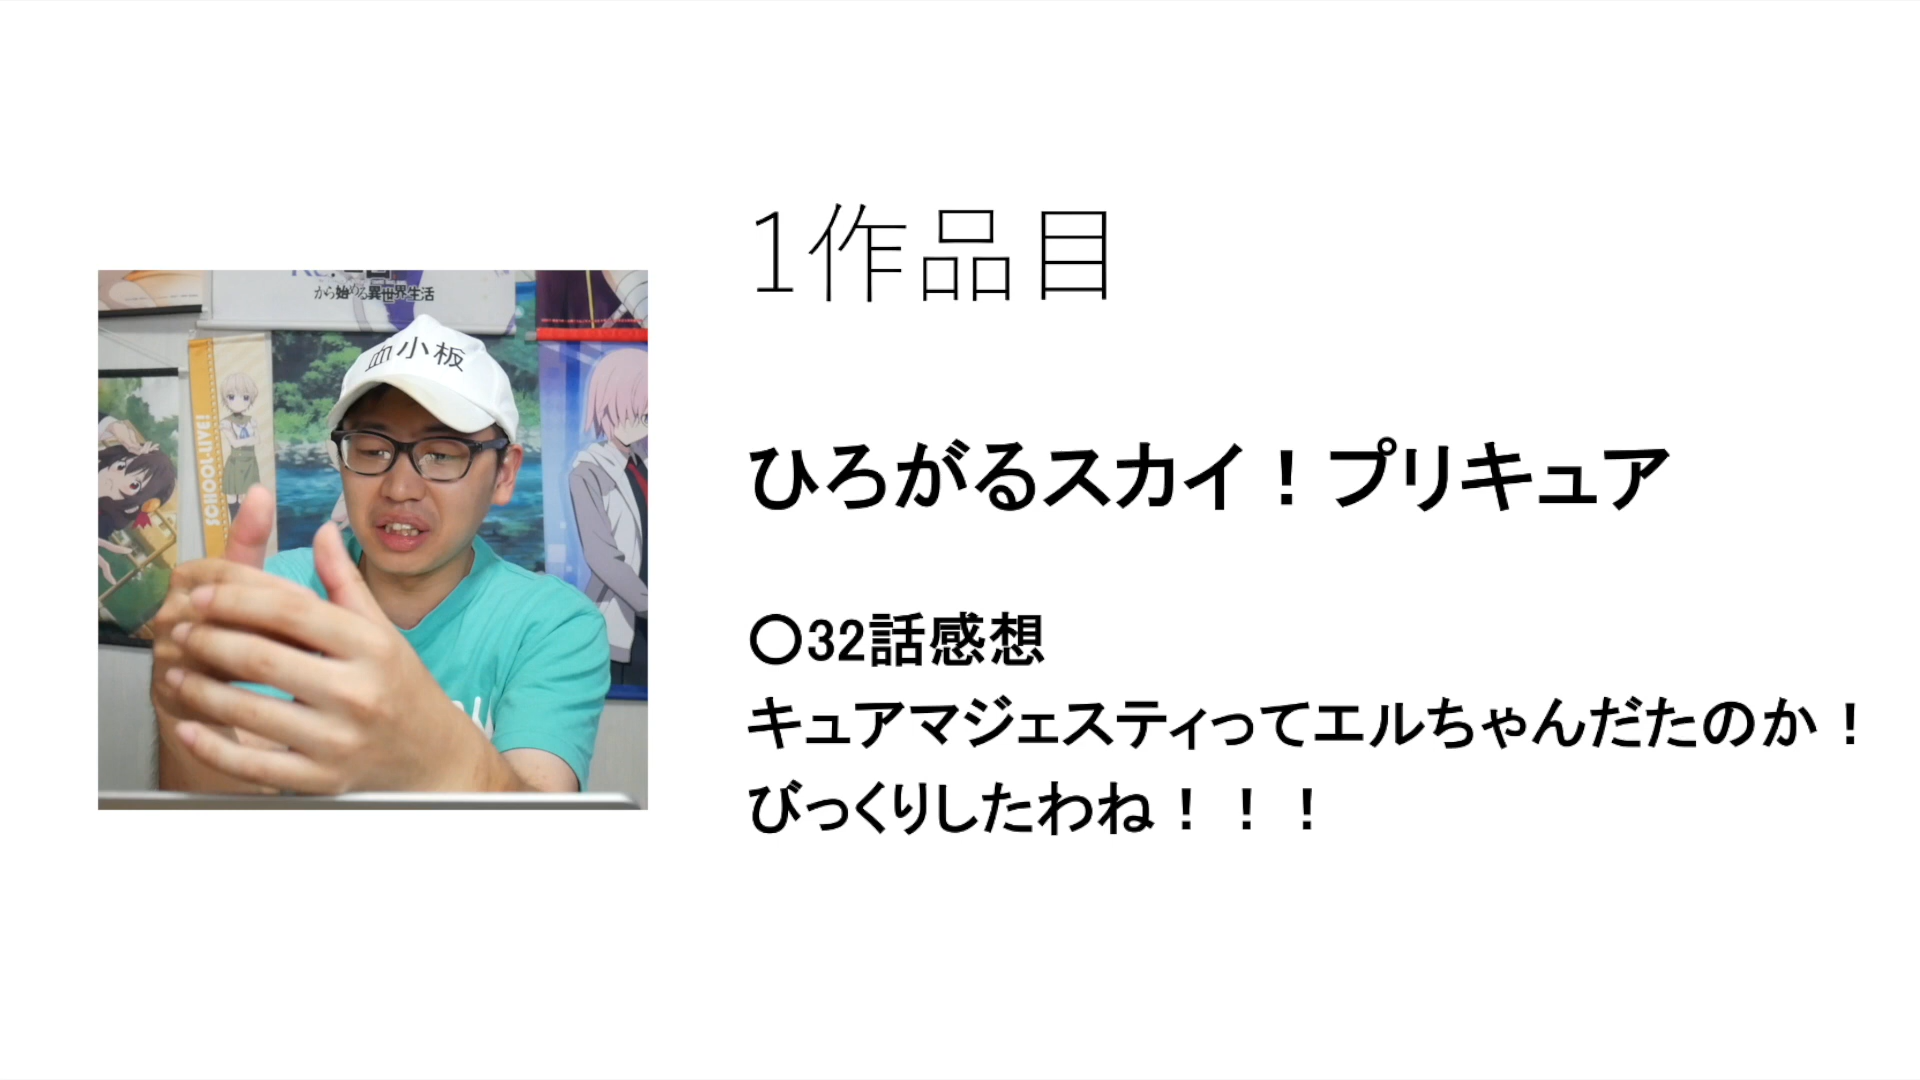 1作品目
ひろがるスカイ！プリキュア
〇32話感想
キュアマジェスティってエルちゃんだたのか！
びっくりしたわね！！！
から始める異世界生活
血小板
SCHOOL-LIVE!